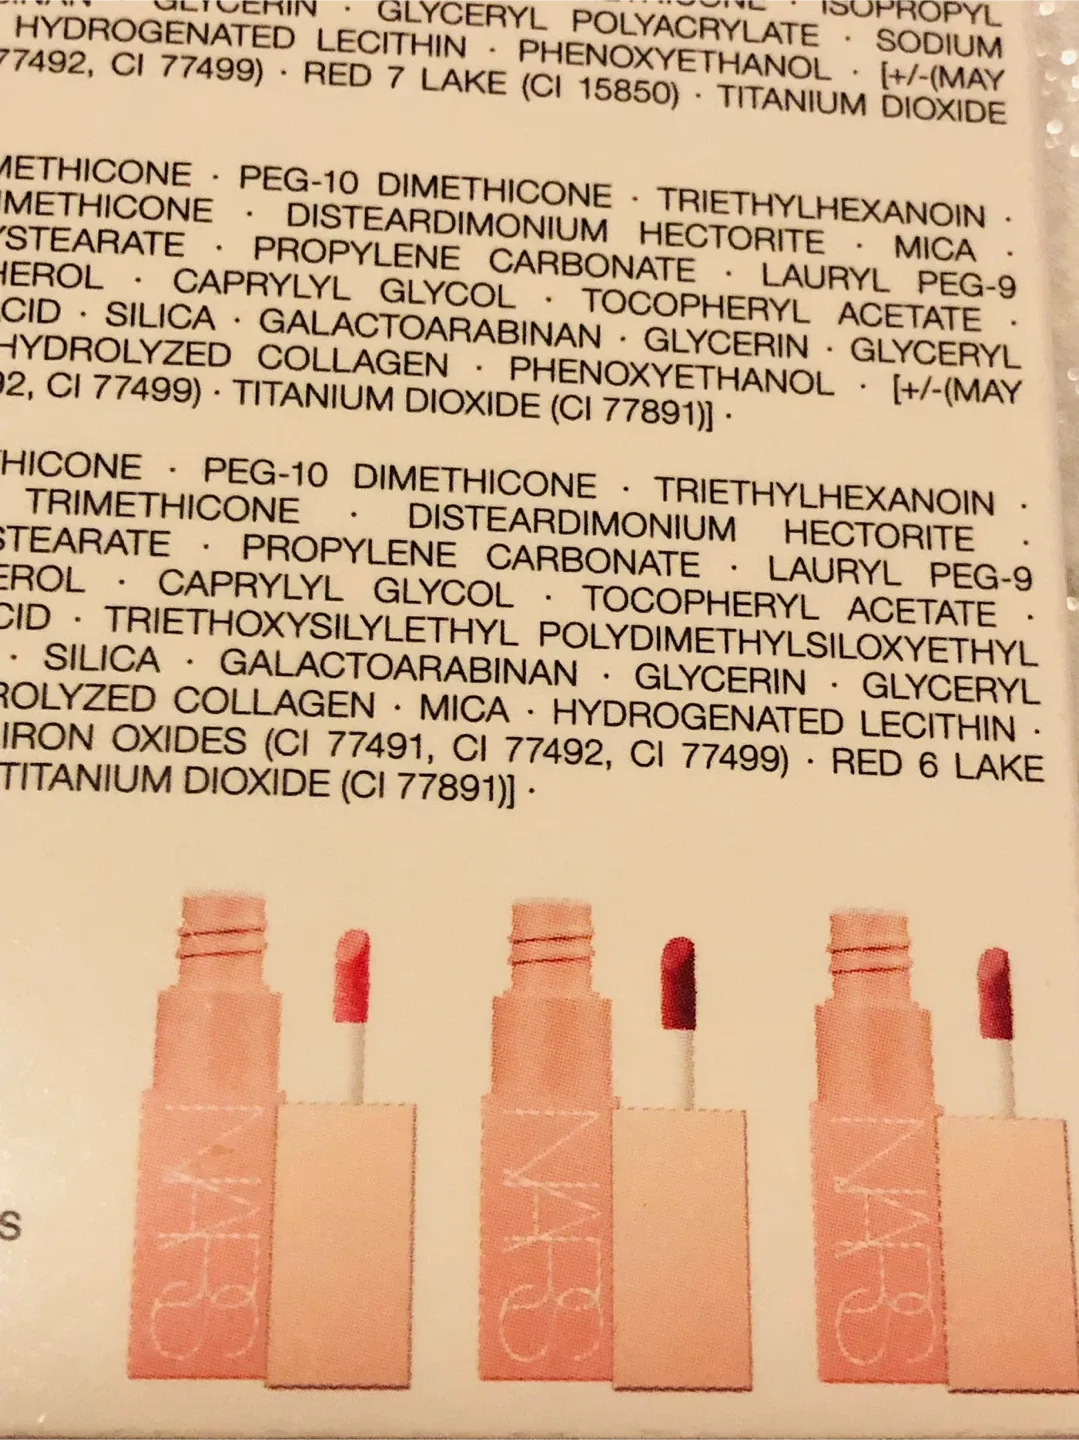 GLYCERIN · GLYCERYL POLYACRYLATE · ISOPROPYL
HYDROGENATED LECITHIN · PHENOXYETHANOL · SODIUM
77492, CI 77499) · RED 7 LAKE (CI 15850) · [+/-(MAY
TITANIUM DIOXIDE
METHICONE · PEG-10 DIMETHICONE · TRIETHYLHEXANOIN ·
IMETHICONE · DISTEARDIMONIUM HECTORITE · MICA ·
YSTEARATE · PROPYLENE CARBONATE · LAURYL PEG-9
HEROL · CAPRYLYL GLYCOL · TOCOPHERYL ACETATE ·
CID · SILICA · GALACTOARABINAN · GLYCERIN · GLYCERYL
HYDROLYZED COLLAGEN · PHENOXYETHANOL · [+/-(MAY
92, CI 77499) · TITANIUM DIOXIDE (CI 77891)] ·
THICONE · PEG-10 DIMETHICONE · TRIETHYLHEXANOIN ·
TRIMETHICONE · DISTEARDIMONIUM HECTORITE ·
STEARATE · PROPYLENE CARBONATE · LAURYL PEG-9
EROL · CAPRYLYL GLYCOL · TOCOPHERYL ACETATE ·
CID · TRIETHOXYSILYLETHYL POLYDIMETHYLSILOXYETHYL
· SILICA · GALACTOARABINAN · GLYCERIN · GLYCERYL
ROLYZED COLLAGEN · MICA · HYDROGENATED LECITHIN ·
IRON OXIDES (CI 77491, CI 77492, CI 77499) · RED 6 LAKE
TITANIUM DIOXIDE (CI 77891)] ·
NARS
NARS
NARS
S